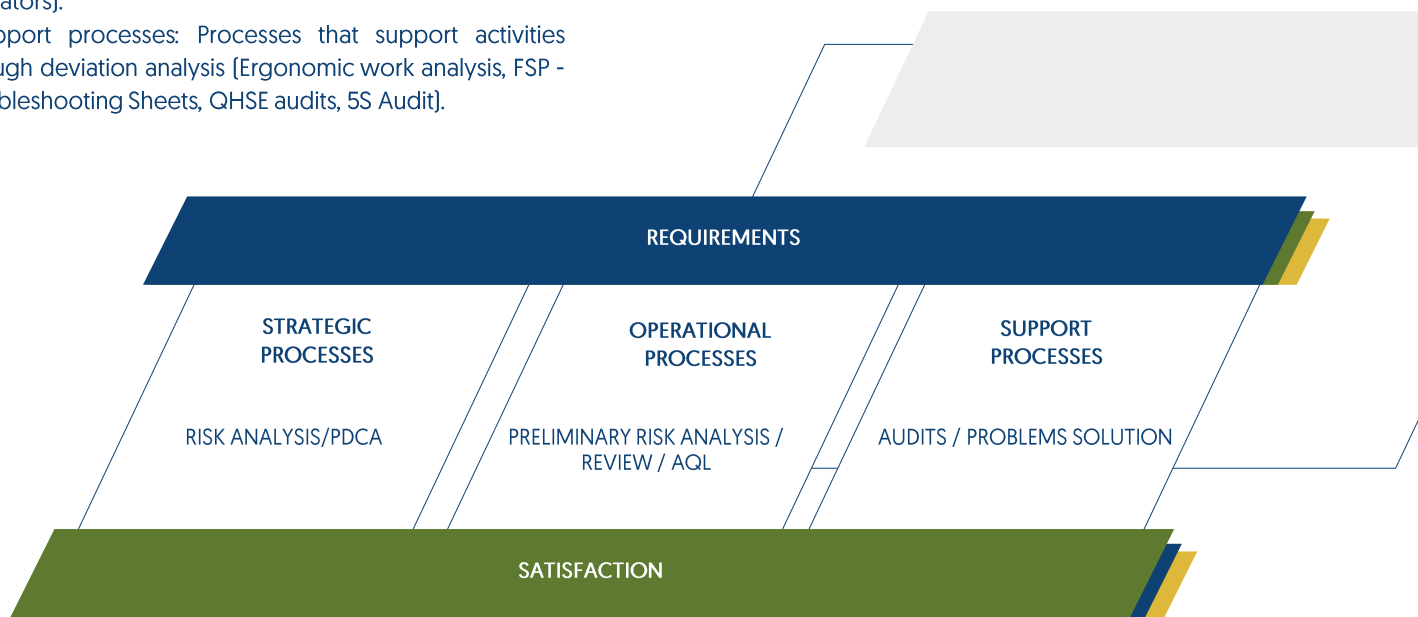 ators).
pport processes: Processes that support activities
ugh deviation analysis (Ergonomic work analysis, FSP -
bleshooting Sheets, QHSE audits, 5S Audit).
REQUIREMENTS
STRATEGIC
PROCESSES
RISK ANALYSIS/PDCA
OPERATIONAL
PROCESSES
PRELIMINARY RISK ANALYSIS /
REVIEW / AQL
SUPPORT
PROCESSES
AUDITS / PROBLEMS SOLUTION
SATISFACTION